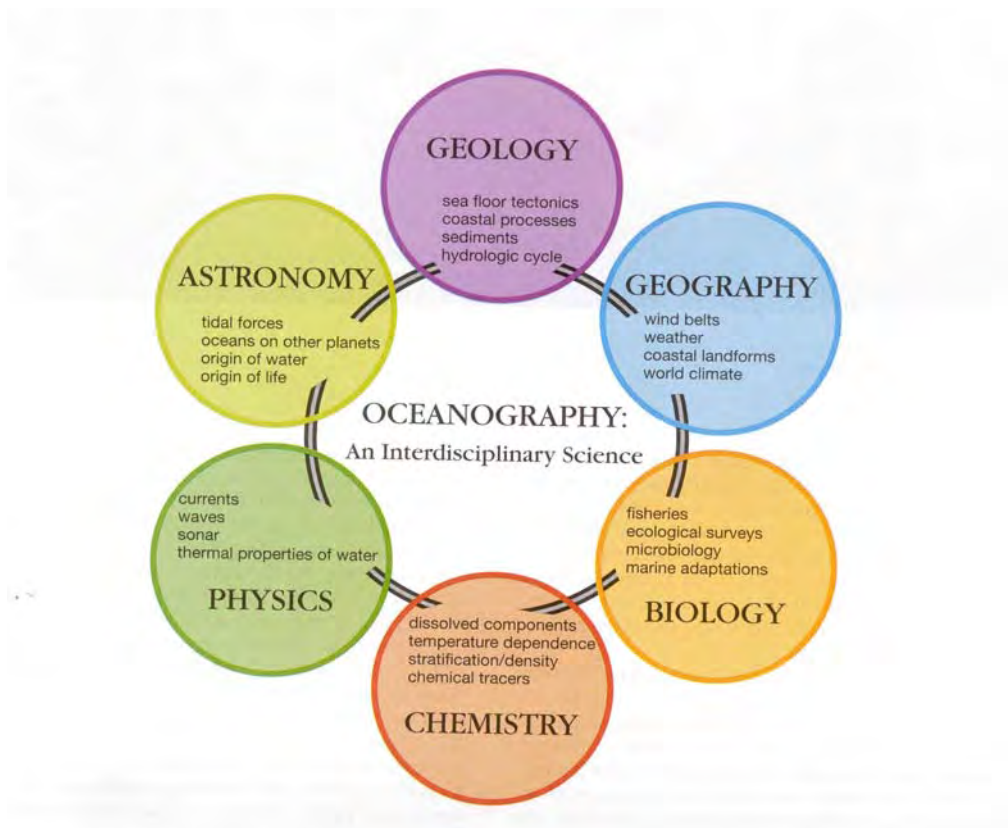 GEOLOGY
sea floor tectonics
coastal processes
sediments
hydrologic cycle
ASTRONOMY
tidal forces
oceans on other planets
origin of water
origin of life
GEOGRAPHY
wind belts
weather
coastal landforms
world climate
OCEANOGRAPHY:
An Interdisciplinary Science
currents
waves
sonar
thermal properties of water
PHYSICS
fisheries
ecological surveys
microbiology
marine adaptations
BIOLOGY
dissolved components
temperature dependence
stratification/density
chemical tracers
CHEMISTRY